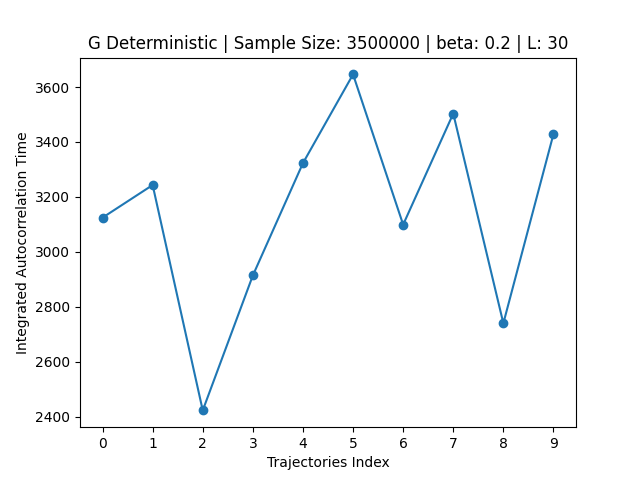 G Deterministic | Sample Size: 3500000 | beta: 0.2 | L: 30
Integrated Autocorrelation Time
3600
3400
3200
3000
2800
2600
2400
0 1 2 3 4 5 6 7 8 9
Trajectories Index